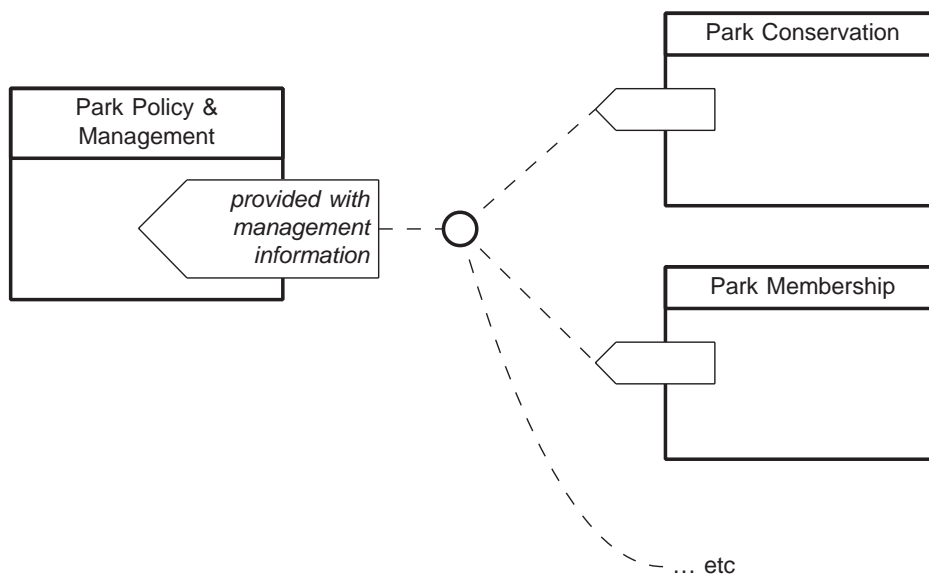 Park Conservation
Park Policy &
Management
provided with
management
information
Park Membership
... etc